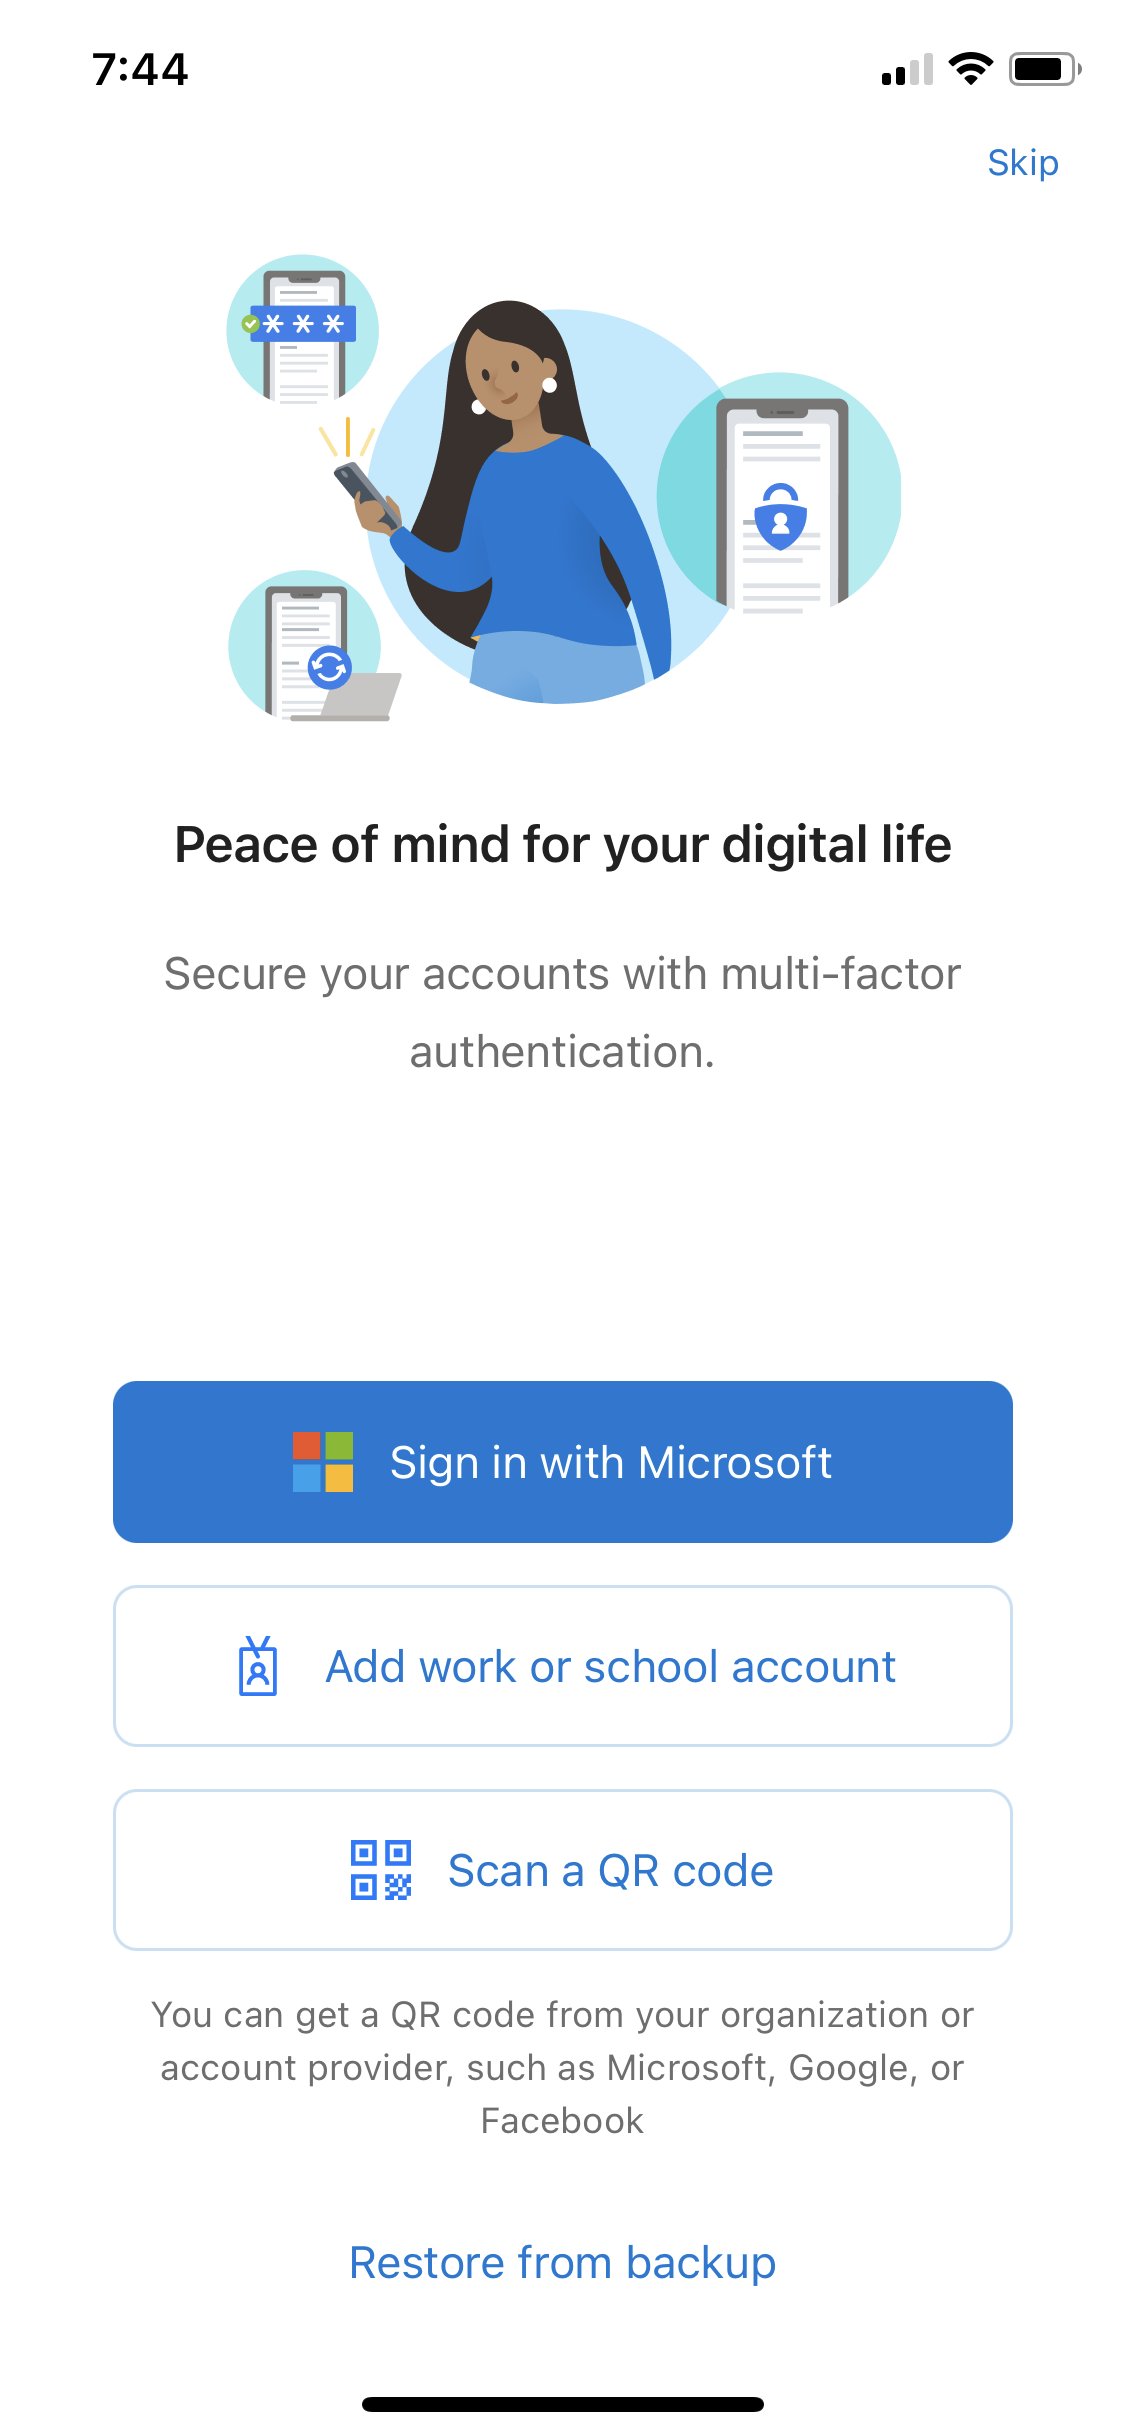 7:44
Skip
Peace of mind for your digital life
Secure your accounts with multi-factor
authentication.
Sign in with Microsoft
Add work or school account
Scan a QR code
You can get a QR code from your organization or
account provider, such as Microsoft, Google, or
Facebook
Restore from backup